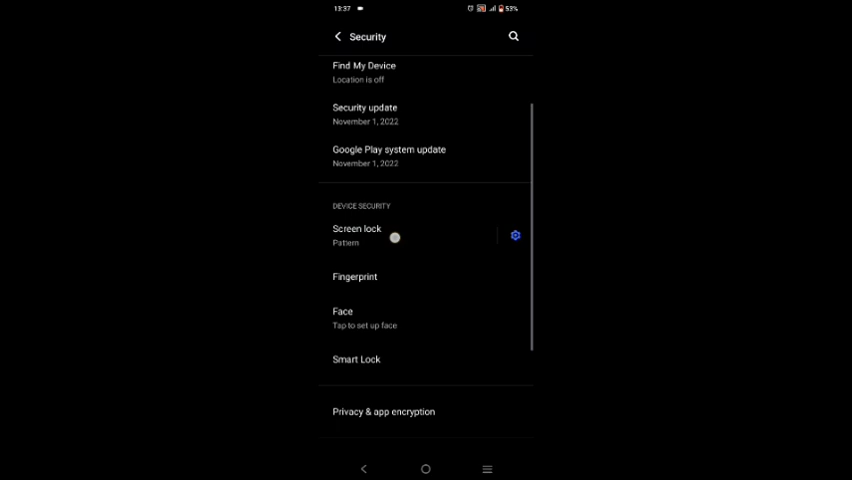 13:37 53%
Security
Find My Device
Location is off
Security update
November 1, 2022
Google Play system update
November 1, 2022
DEVICE SECURITY
Screen lock
Pattern
Fingerprint
Face
Tap to set up face
Smart Lock
Privacy & app encryption